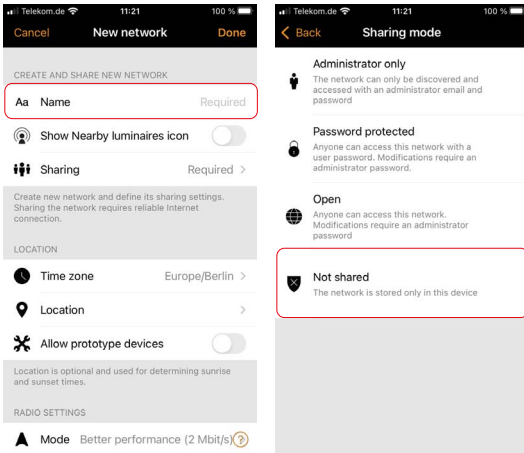 Telekom.de 11:21 100 %
Cancel New network Done
CREATE AND SHARE NEW NETWORK
Aa Name Required
Show Nearby luminaires icon
Sharing Required >
Create new network and define its sharing settings.
Sharing the network requires reliable Internet
connection.
LOCATION
Time zone Europe/Berlin >
Location >
Allow prototype devices
Location is optional and used for determining sunrise
and sunset times.
RADIO SETTINGS
Mode Better performance (2 Mbit/s) ?
Telekom.de 11:21 100 %
Back Sharing mode
Administrator only
The network can only be discovered and
accessed with an administrator email and
password
Password protected
Anyone can access this network with a
user password. Modifications require an
administrator password.
Open
Anyone can access this network.
Modifications require an administrator
password
Not shared
The network is stored only in this device